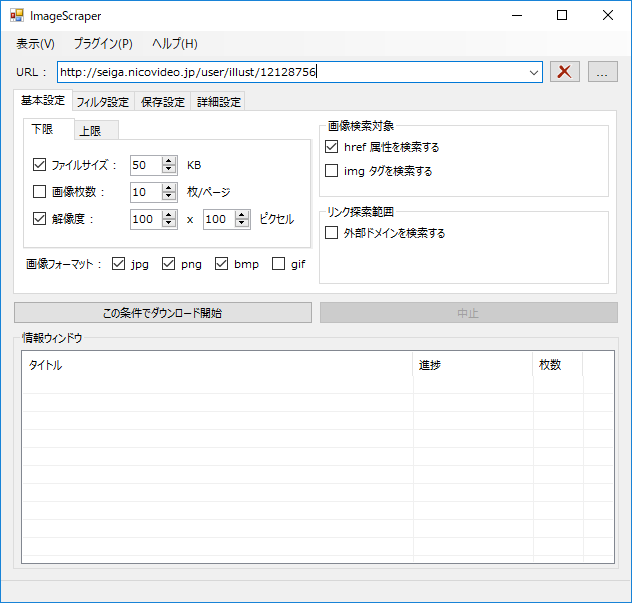 ImageScraper
表示(V) プラグイン(P) ヘルプ(H)
URL : http://seiga.nicovideo.jp/user/illust/12128756 ...
基本設定 フィルタ設定 保存設定 詳細設定
下限 上限
ファイルサイズ : 50 KB
画像枚数 : 10 枚/ページ
解像度 : 100 x 100 ピクセル
画像フォーマット : jpg png bmp gif
画像検索対象
href 属性を検索する
img タグを検索する
リンク探索範囲
外部ドメインを検索する
この条件でダウンロード開始 中止
情報ウィンドウ
タイトル 進捗 枚数